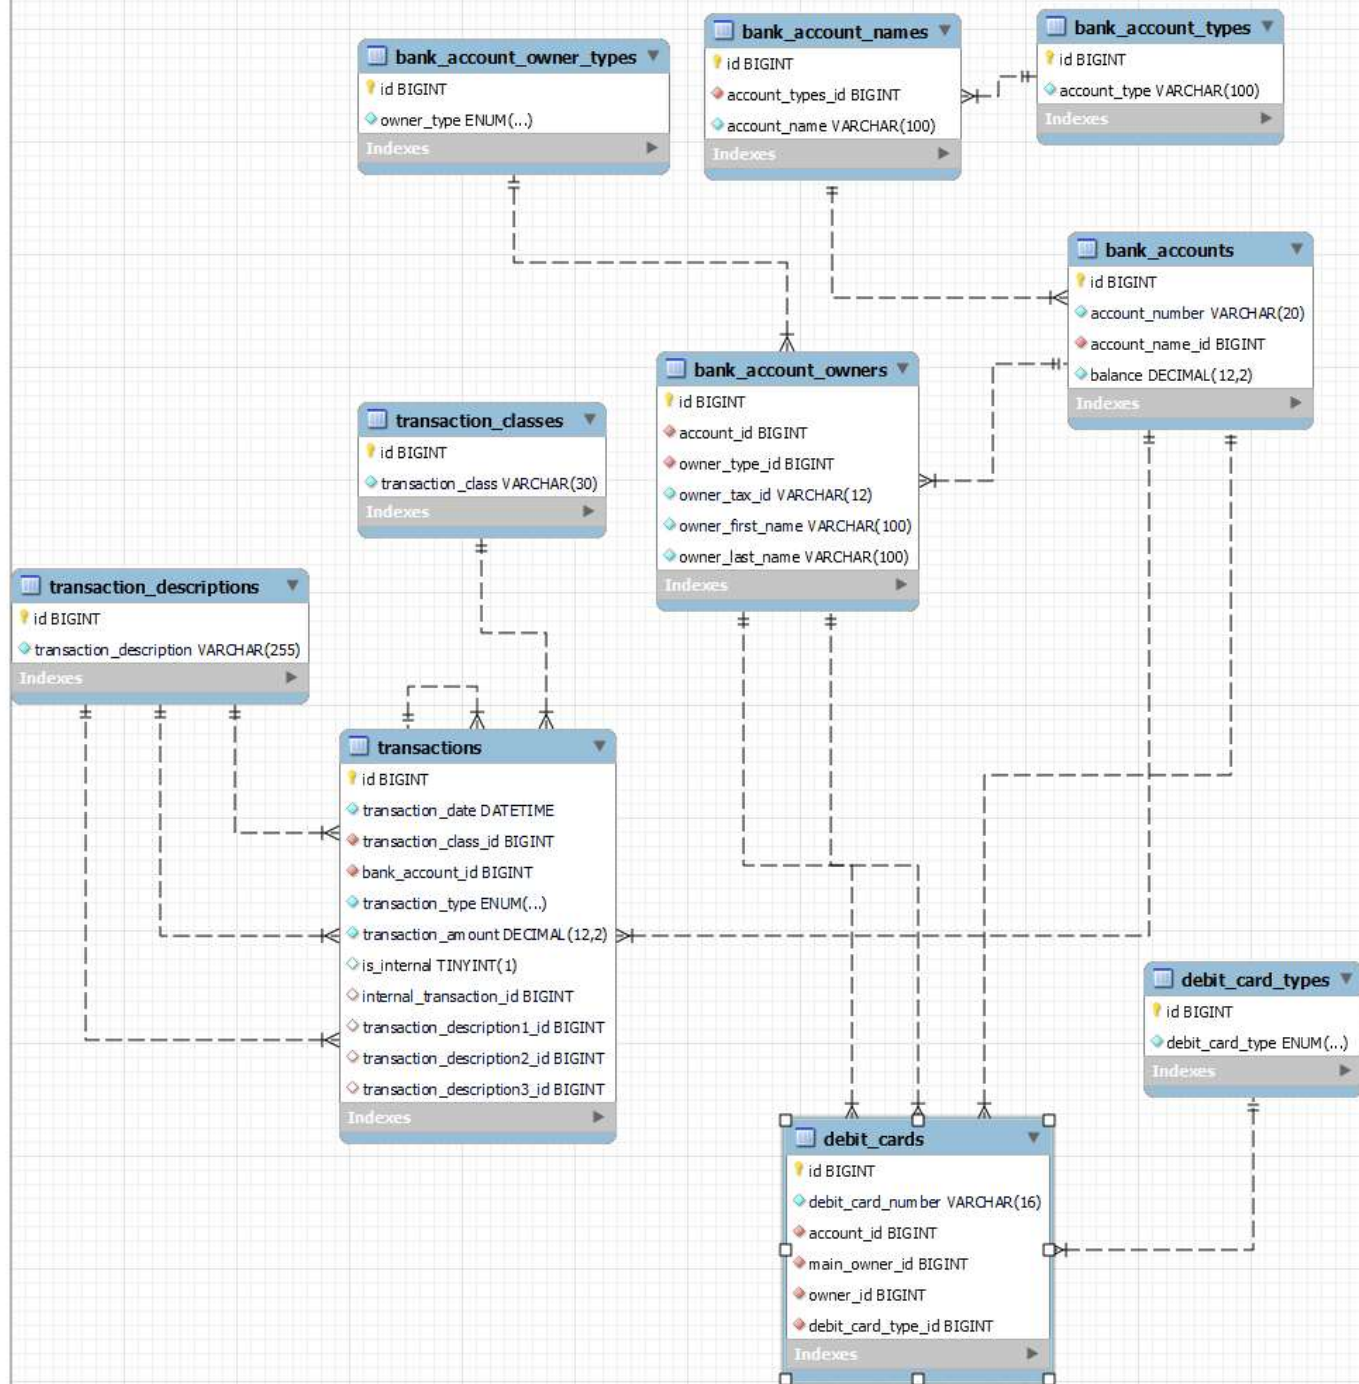 bank_account_owner_types
id BIGINT
owner_type ENUM(...)
Indexes
bank_account_names
id BIGINT
account_types_id BIGINT
account_name VARCHAR(100)
Indexes
bank_account_types
id BIGINT
account_type VARCHAR(100)
Indexes
bank_accounts
id BIGINT
account_number VARCHAR(20)
account_name_id BIGINT
balance DECIMAL(12,2)
Indexes
bank_account_owners
id BIGINT
account_id BIGINT
owner_type_id BIGINT
owner_tax_id VARCHAR(12)
owner_first_name VARCHAR(100)
owner_last_name VARCHAR(100)
Indexes
transaction_classes
id BIGINT
transaction_class VARCHAR(30)
Indexes
transaction_descriptions
id BIGINT
transaction_description VARCHAR(255)
Indexes
transactions
id BIGINT
transaction_date DATETIME
transaction_class_id BIGINT
bank_account_id BIGINT
transaction_type ENUM(...)
transaction_amount DECIMAL(12,2)
is_internal TINYINT(1)
internal_transaction_id BIGINT
transaction_description1_id BIGINT
transaction_description2_id BIGINT
transaction_description3_id BIGINT
Indexes
debit_card_types
id BIGINT
debit_card_type ENUM(...)
Indexes
debit_cards
id BIGINT
debit_card_number VARCHAR(16)
account_id BIGINT
main_owner_id BIGINT
owner_id BIGINT
debit_card_type_id BIGINT
Indexes